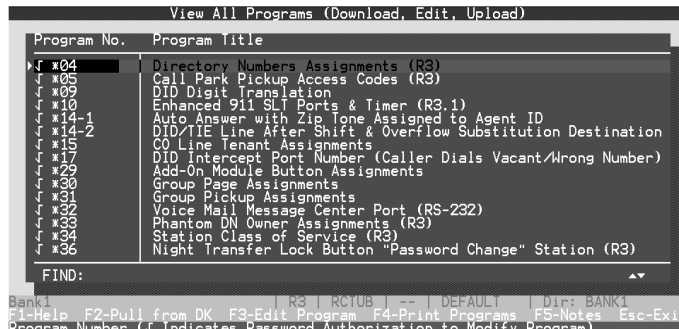 View All Programs (Download, Edit, Upload)
Program No. Program Title
√ *04 Directory Numbers Assignments (R3)
√ *05 Call Park Pickup Access Codes (R3)
√ *09 DID Digit Translation
√ *10 Enhanced 911 SLT Ports & Timer (R3.1)
√ *14-1 Auto Answer with Zip Tone Assigned to Agent ID
√ *14-2 DID/TIE Line After Shift & Overflow Substitution Destination
√ *15 CO Line Tenant Assignments
√ *17 DID Intercept Port Number (Caller Dials Vacant/Wrong Number)
√ *29 Add-On Module Button Assignments
√ *30 Group Page Assignments
√ *31 Group Pickup Assignments
√ *32 Voice Mail Message Center Port (RS-232)
√ *33 Phantom DN Owner Assignments (R3)
√ *34 Station Class of Service (R3)
√ *36 Night Transfer Lock Button "Password Change" Station (R3)
FIND:
Bank1 | R3 | RCTUB | -- | DEFAULT | Dir: BANK1
F1-Help F2-Pull from DK F3-Edit Program F4-Print Programs F5-Notes Esc-Exi
Program Number (√ Indicates Password Authorization to Modify Program)